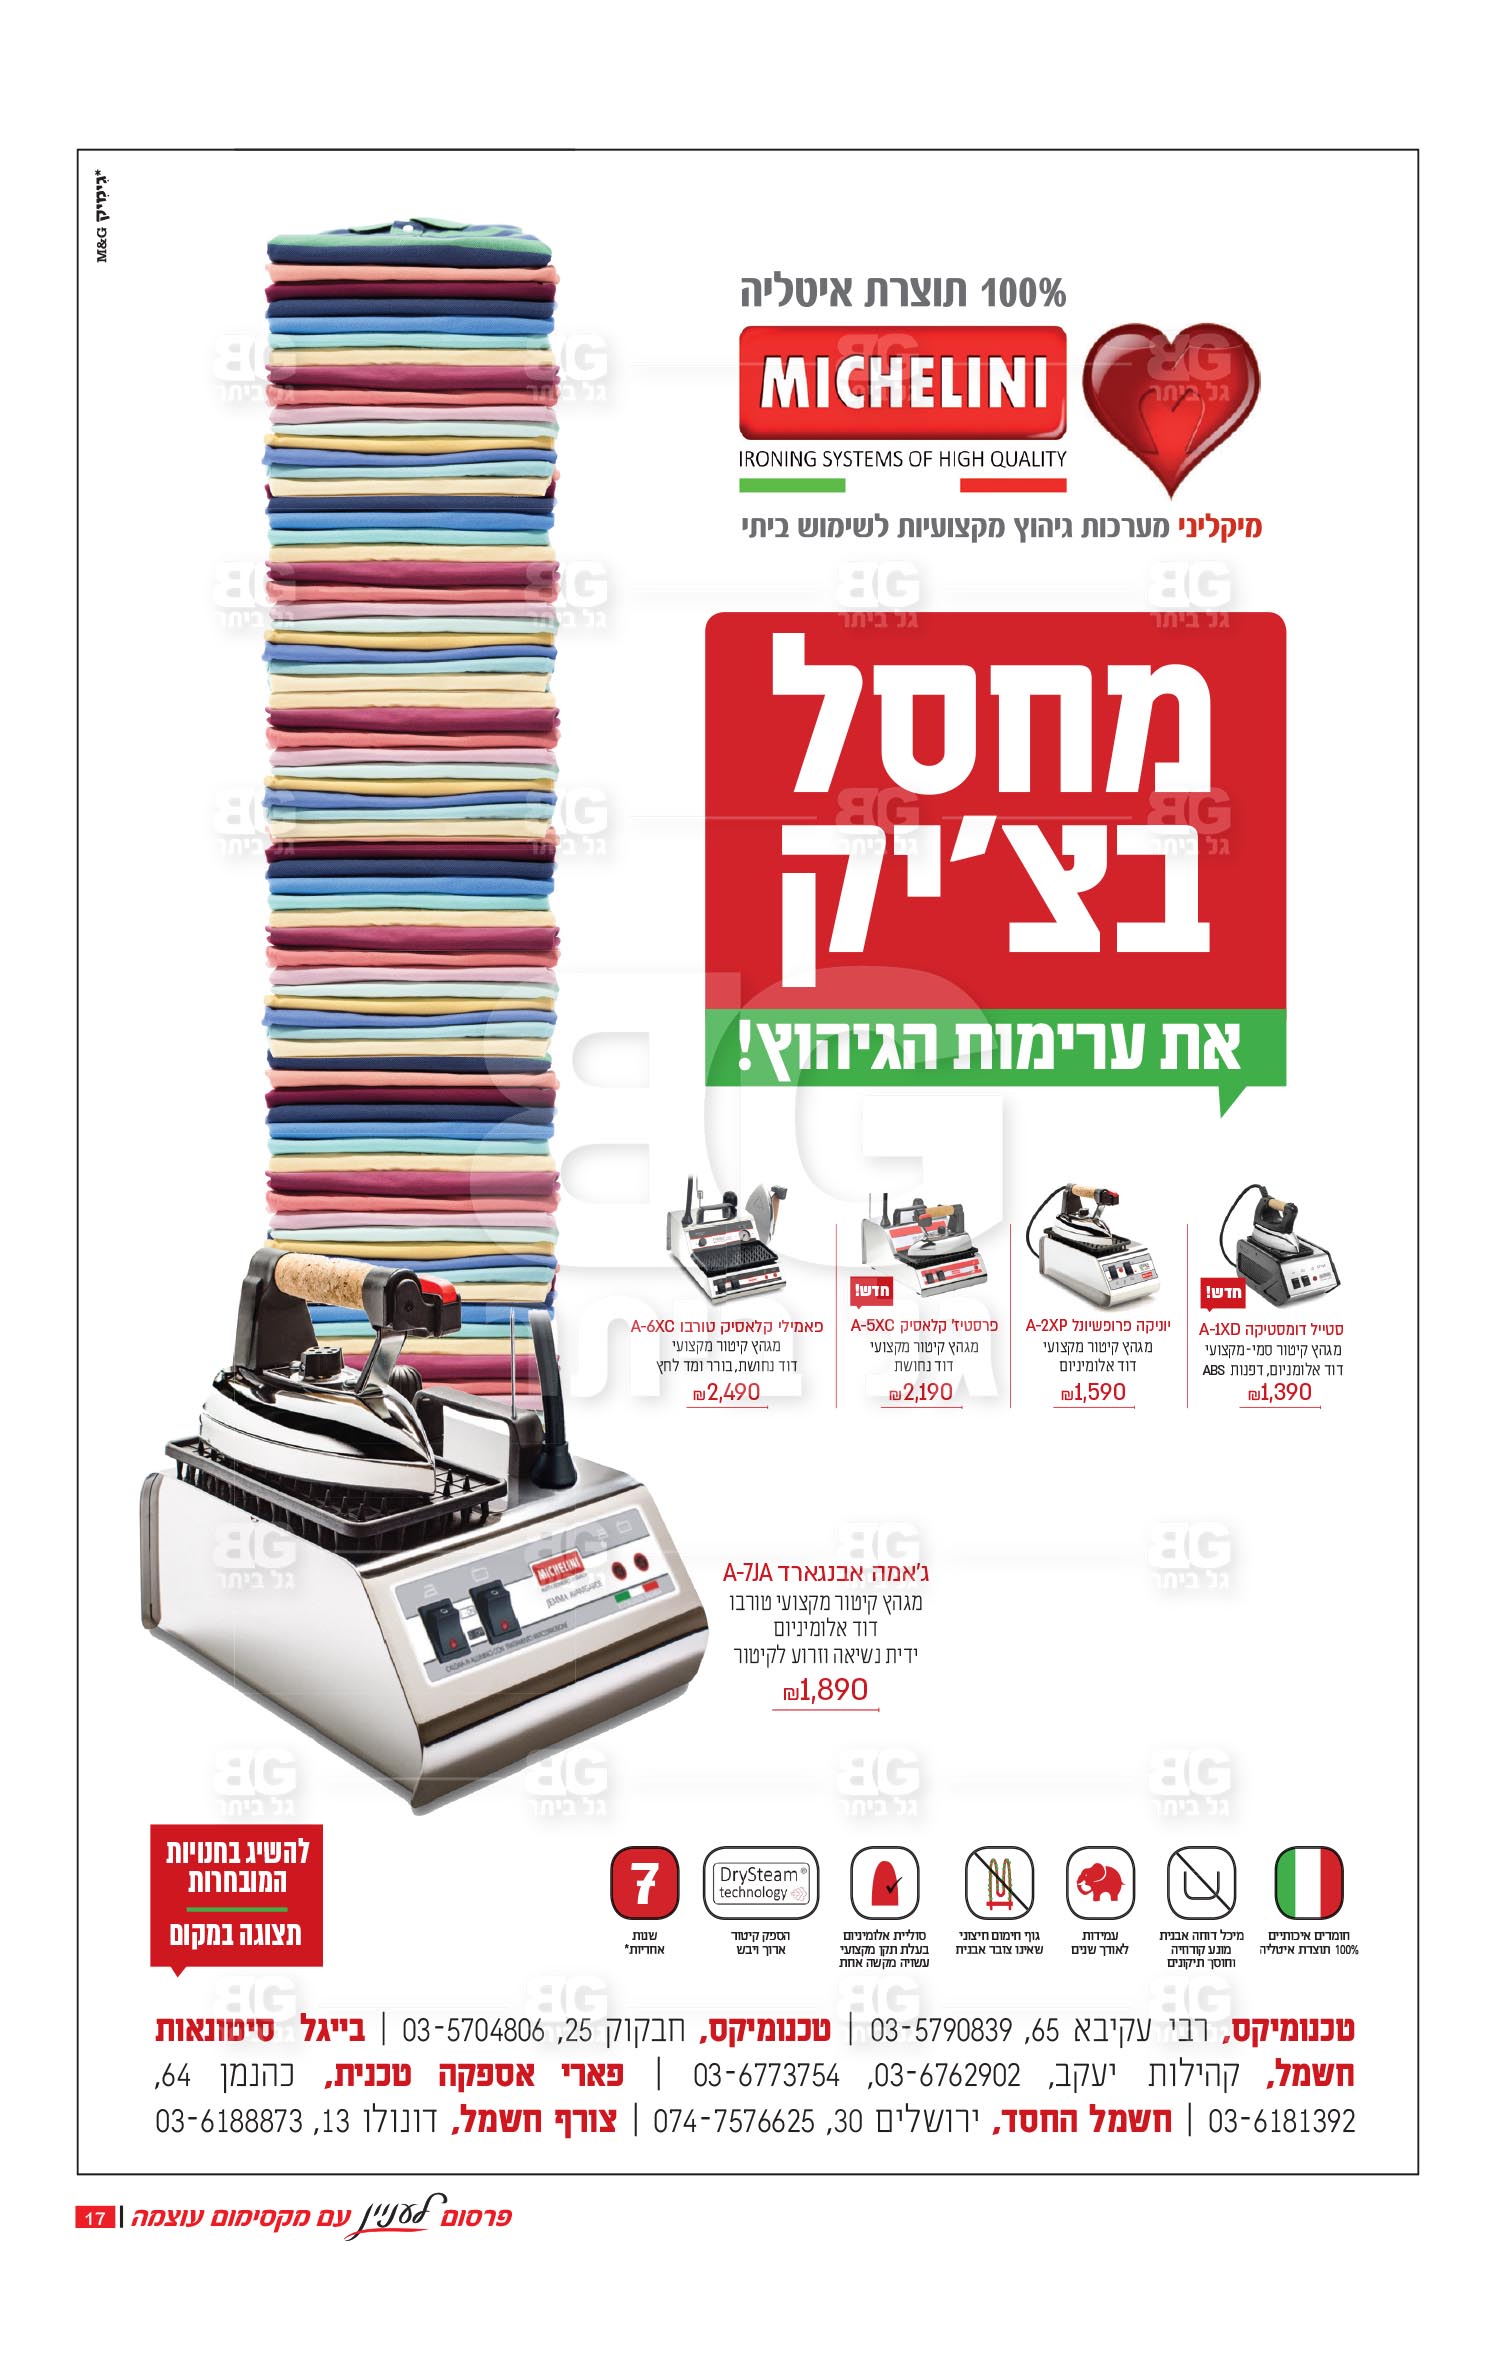 *גימיק M&G
100% תוצרת איטליה
MICHELINI
IRONING SYSTEMS OF HIGH QUALITY
מיקליני מערכות גיהוץ מקצועיות לשימוש ביתי
מחסל
בצ'יק
את ערימות הגיהוץ!
חדש!
סטייל דומסטיקה A-1XD
מגהץ קיטור סמי-מקצועי
דוד אלומניום, דפנות ABS
₪1,390
יוניקה פרופשיונל A-2XP
מגהץ קיטור מקצועי
דוד אלומיניום
₪1,590
חדש!
פרסטיז' קלאסיק A-5XC
מגהץ קיטור מקצועי
דוד נחושת
₪2,190
פאמילי קלאסיק טורבו A-6XC
מגהץ קיטור מקצועי
דוד נחושת, בורר ומד לחץ
₪2,490
MICHELINI
JEMMA AVANTGARDE
ג'אמה אבנגארד A-7JA
מגהץ קיטור מקצועי טורבו
דוד אלומיניום
ידית נשיאה וזרוע לקיטור
₪1,890
להשיג בחנויות
המובחרות
תצוגה במקום
חומרים איכותיים
100% תוצרת איטליה
מיכל דוחה אבנית
מונע קורוזיה
וחוסך תיקונים
עמידות
לאורך שנים
גוף חימום חיצוני
שאינו צובר אבנית
סוליית אלומיניום
בעלת תקן מקצועי
עשויה מקשה אחת
DrySteam®
technology
הספק קיטור
ארוך ויבש
7
שנות
אחריות*
טכנומיקס, רבי עקיבא 65, 03-5790839 | טכנומיקס, חבקוק 25, 03-5704806 | בייגל סיטונאות
חשמל, קהילות יעקב, 03-6762902, 03-6773754 | פארי אספקה טכנית, כהנמן 64,
03-6181392 | חשמל החסד, ירושלים 30, 074-7576625 | צורף חשמל, דונולו 13, 03-6188873
פרסום לעניין עם מקסימום עוצמה | 17
BG
גל ביתר